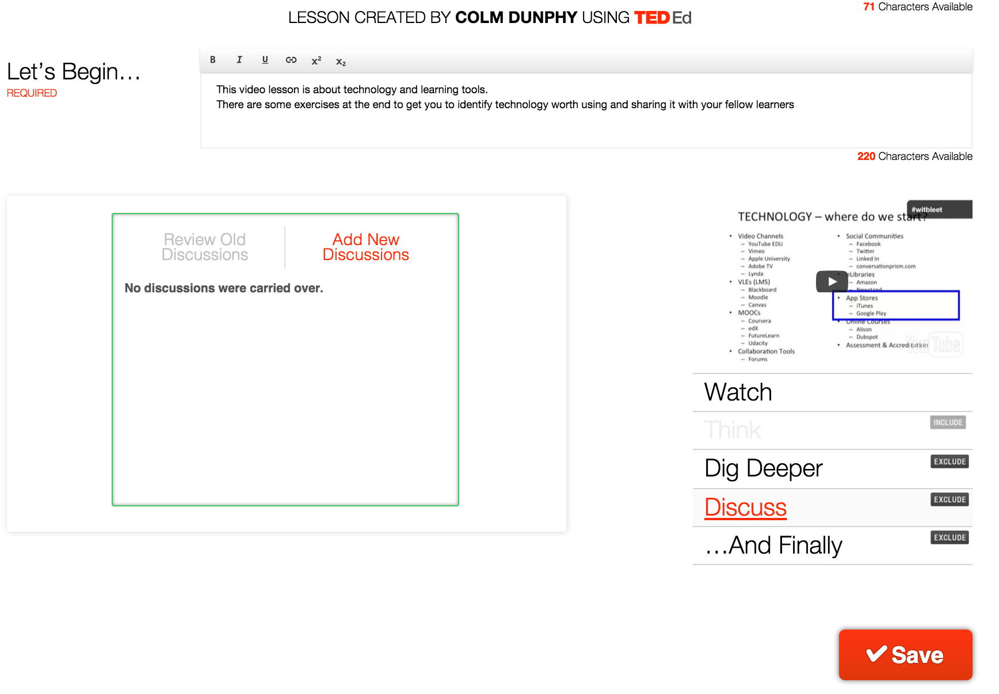 71 Characters Available
LESSON CREATED BY COLM DUNPHY USING TED Ed
Let's Begin...
REQUIRED
B I U x² x₂
This video lesson is about technology and learning tools.
There are some exercises at the end to get you to identify technology worth using and sharing it with your fellow learners
220 Characters Available
Review Old Discussions
Add New Discussions
No discussions were carried over.
#witbleet
TECHNOLOGY – where do we start?
• Video Channels
– YouTube EDU
– Vimeo
– Apple University
– Adobe TV
– Lynda
• VLEs (LMS)
– Blackboard
– Moodle
– Canvas
• MOOCs
– Coursera
– edX
– FutureLearn
– Udacity
• Collaboration Tools
– Forums
• Social Communities
– Facebook
– Twitter
– Linked In
– conversationprism.com
eLibraries
– Amazon
– Newsstand
• App Stores
– iTunes
– Google Play
• Online Courses
– Alison
– Dubspot
• Assessment & Accreditation
YouTube
Watch
Think
INCLUDE
Dig Deeper
EXCLUDE
Discuss
EXCLUDE
...And Finally
EXCLUDE
Save